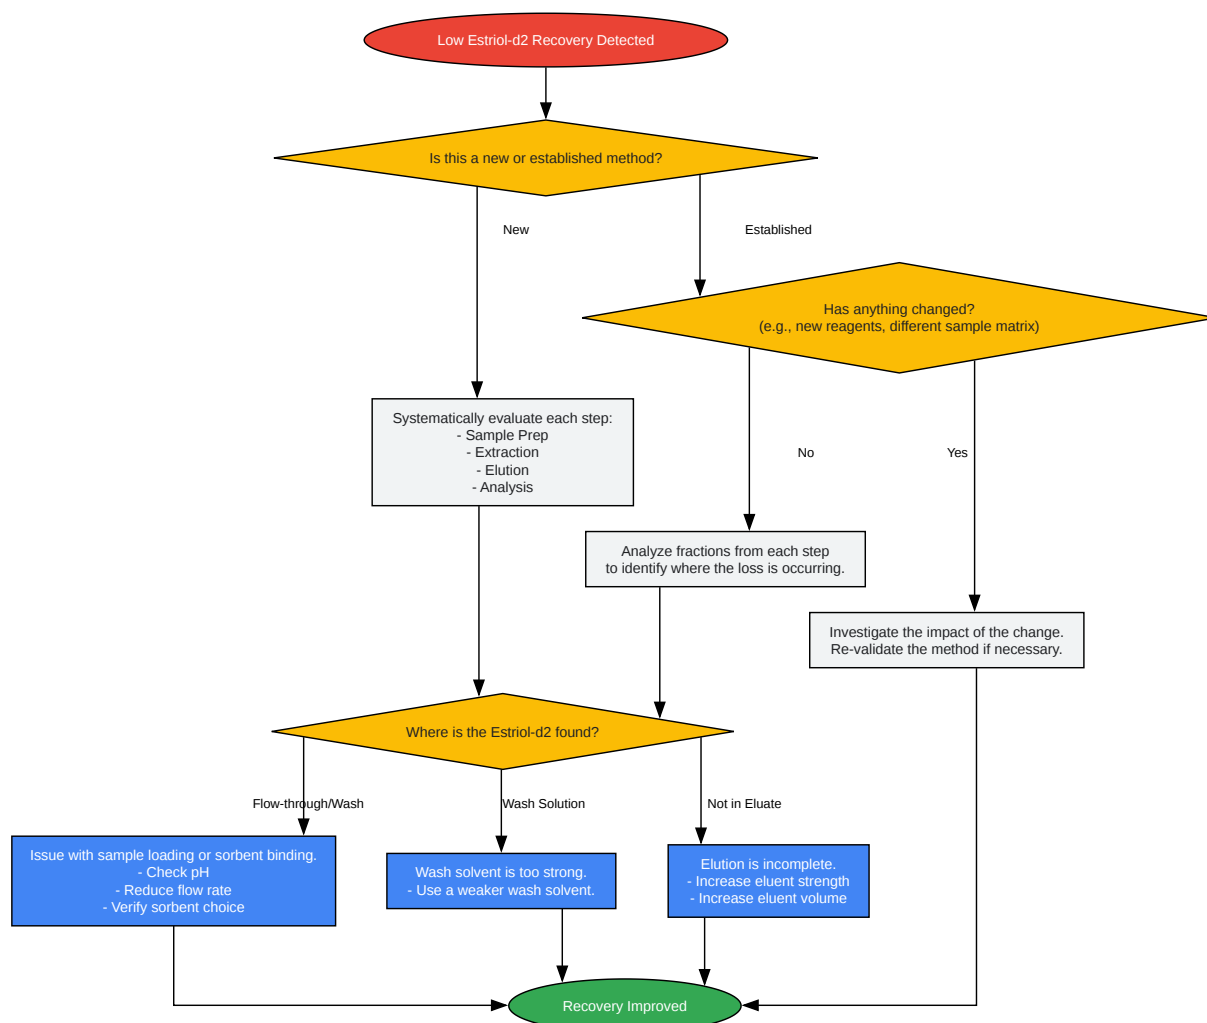 Low Estriol-d2 Recovery Detected
Is this a new or established method?
New
Established
Has anything changed?
(e.g., new reagents, different sample matrix)
Systematically evaluate each step:
- Sample Prep
- Extraction
- Elution
- Analysis
No
Yes
Analyze fractions from each step
to identify where the loss is occurring.
Investigate the impact of the change.
Re-validate the method if necessary.
Where is the Estriol-d2 found?
Flow-through/Wash
Wash Solution
Not in Eluate
Issue with sample loading or sorbent binding.
- Check pH
- Reduce flow rate
- Verify sorbent choice
Wash solvent is too strong.
- Use a weaker wash solvent.
Elution is incomplete.
- Increase eluent strength
- Increase eluent volume
Recovery Improved